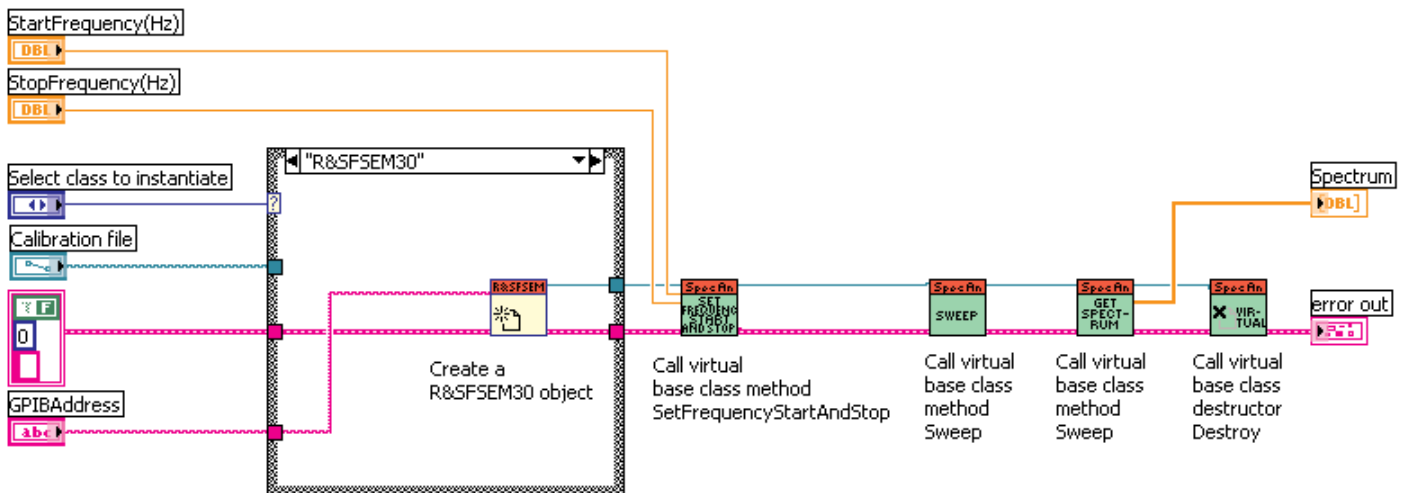 StartFrequency(Hz)
DBL
StopFrequency(Hz)
DBL
"R&SFSEM30"
Select class to instantiate
?
Calibration file
F
0
GPIBAddress
abc
R&SFSEM
Create a
R&SFSEM30 object
SpecAn
SET
FREQUENC
START
AND STOP
Call virtual
base class method
SetFrequencyStartAndStop
SpecAn
SWEEP
Call virtual
base class
method
Sweep
SpecAn
GET
SPECT-
RUM
Call virtual
base class
method
Sweep
SpecAn
VIR-
TUAL
Call virtual
base class
destructor
Destroy
Spectrum
DBL]
error out